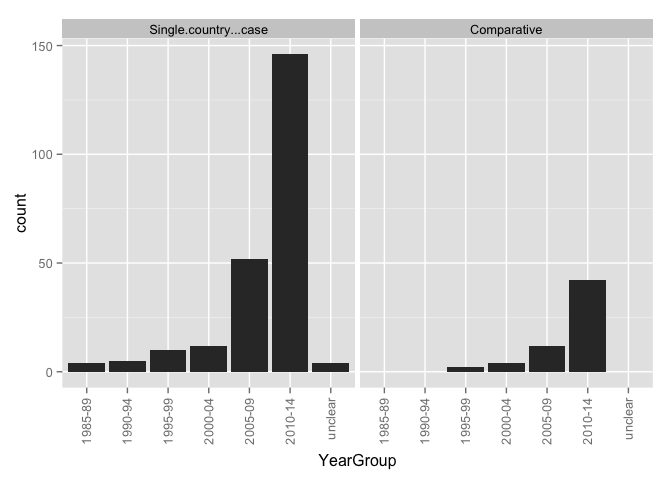 Single.country...case Comparative
150
100
50
0
count
1985-89 1990-94 1995-99 2000-04 2005-09 2010-14 unclear 1985-89 1990-94 1995-99 2000-04 2005-09 2010-14 unclear
YearGroup